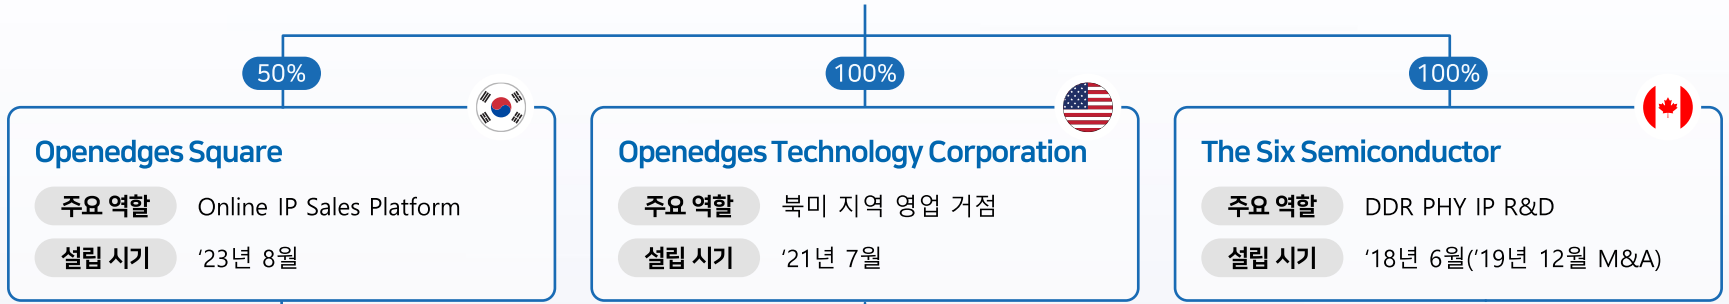 50%
100%
100%
Openedges Square
주요 역할 Online IP Sales Platform
설립 시기 ‘23년 8월
Openedges Technology Corporation
주요 역할 북미 지역 영업 거점
설립 시기 ‘21년 7월
The Six Semiconductor
주요 역할 DDR PHY IP R&D
설립 시기 ‘18년 6월(‘19년 12월 M&A)